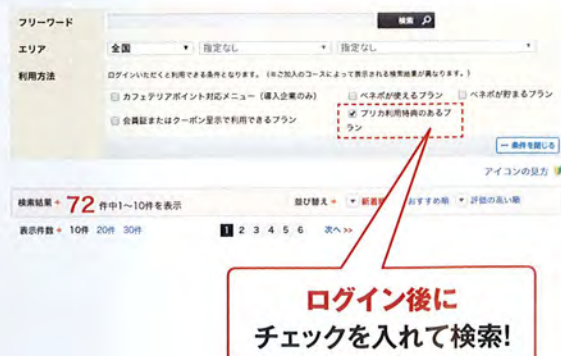 フリーワード
検索
エリア 全国 指定なし 指定なし
利用方法 ログインいただくと利用できる条件となります。(※ご加入のコースによって表示される検索結果が異なります。)
カフェテリアポイント対応メニュー(導入企業のみ) ベネポが使えるプラン ベネポが貯まるプラン
会員証またはクーポン呈示で利用できるプラン プリカ利用特典のあるプ
ラン
ー 条件を閉じる
アイコンの見方
検索結果 72 件中1〜10件を表示 並び替え 新着 おすすめ順 評価の高い順
表示件数 10件 20件 30件 1 2 3 4 5 6 次へ >>
ログイン後に
チェックを入れて検索!